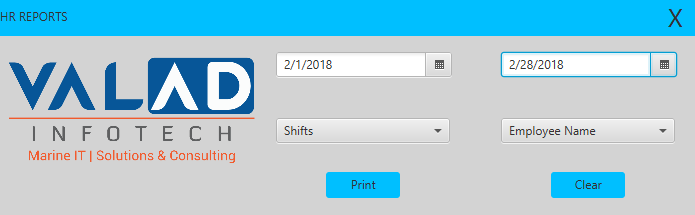 HR REPORTS X
2/1/2018 2/28/2018
VALAD
INFOTECH
Marine IT | Solutions & Consulting
Shifts Employee Name
Print Clear